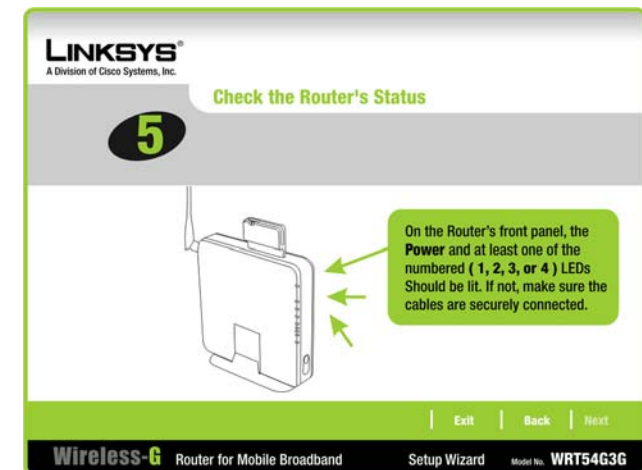 LINKSYS®
A Division of Cisco Systems, Inc.
Check the Router's Status
5
On the Router's front panel, the
Power and at least one of the
numbered ( 1, 2, 3, or 4 ) LEDs
Should be lit. If not, make sure the
cables are securely connected.
Exit | Back | Next
Wireless-G Router for Mobile Broadband Setup Wizard Model No. WRT54G3G